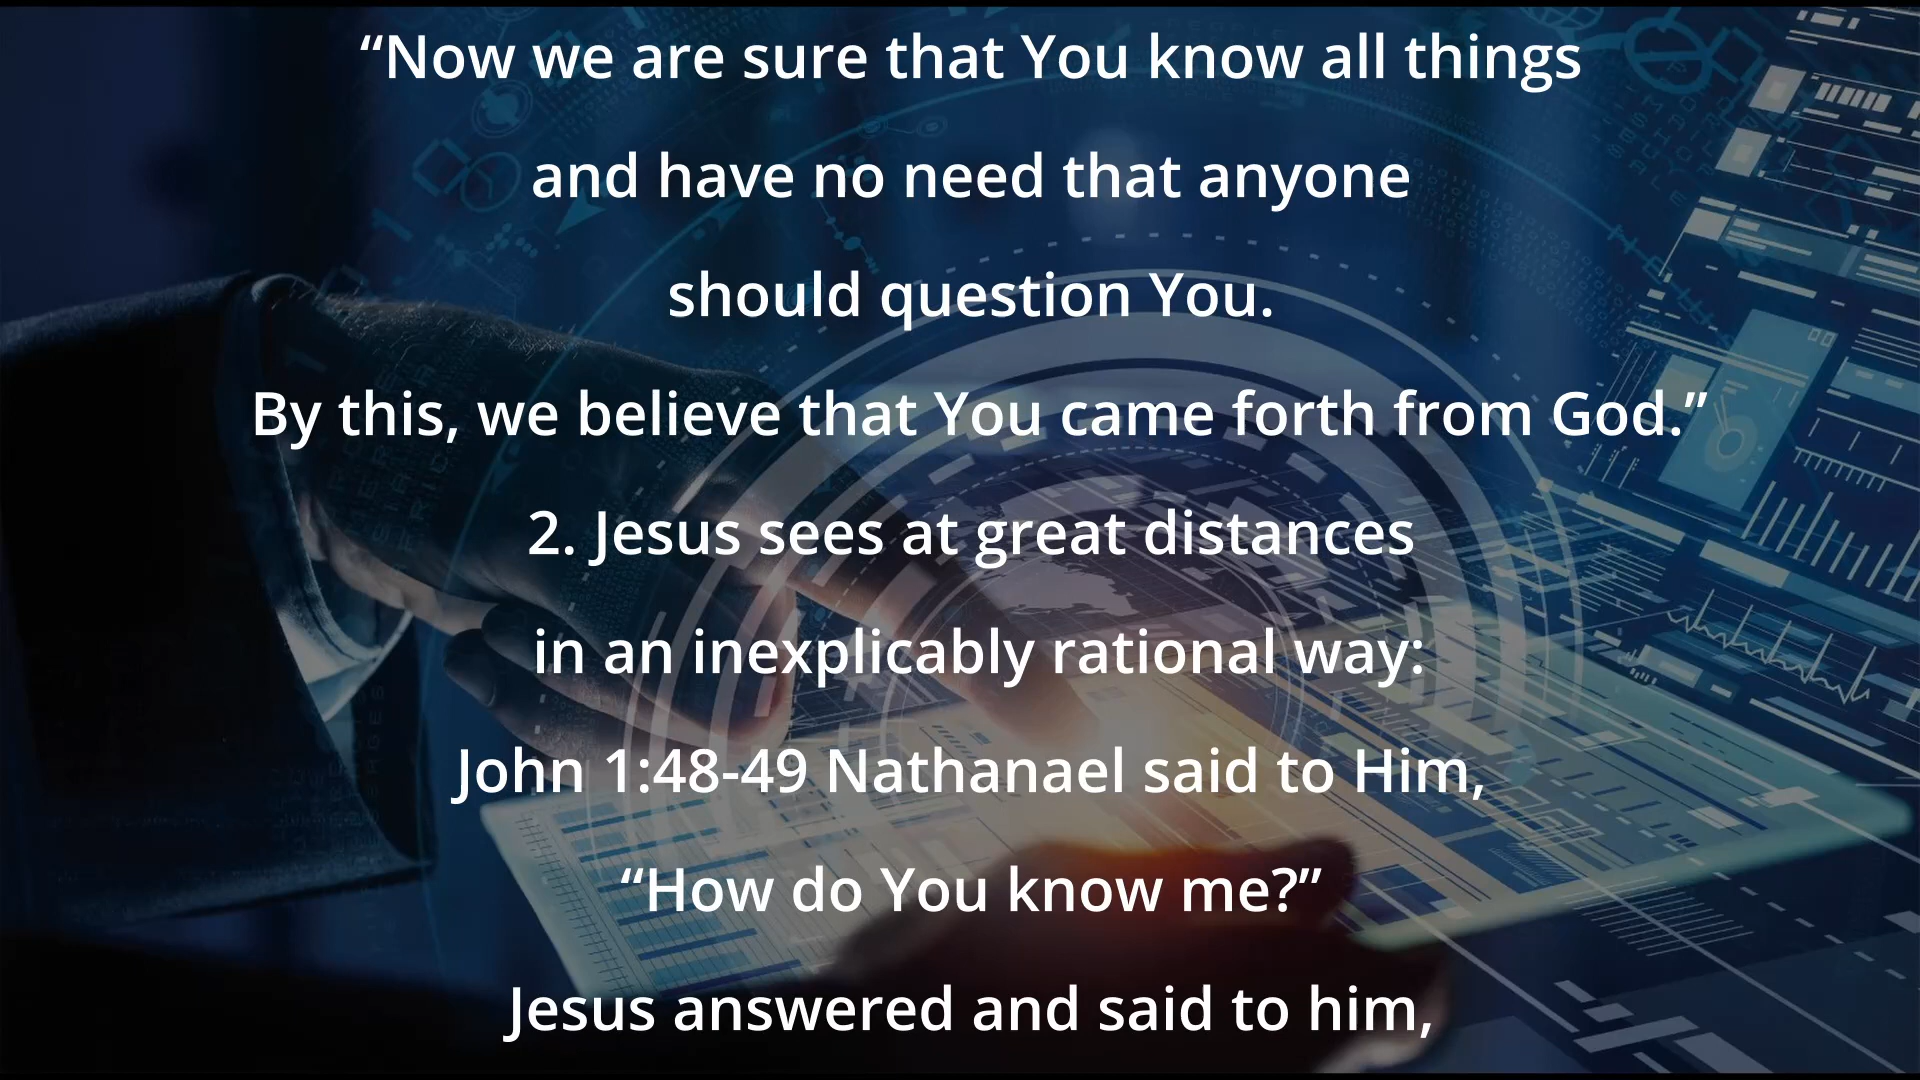 “Now we are sure that You know all things
and have no need that anyone
should question You.
By this, we believe that You came forth from God.”
2. Jesus sees at great distances
in an inexplicably rational way:
John 1:48-49 Nathanael said to Him,
“How do You know me?”
Jesus answered and said to him,